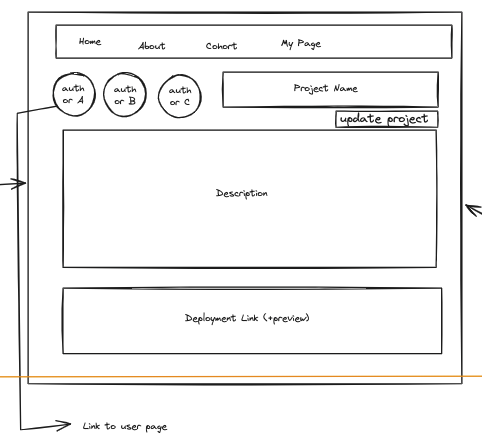 Home About Cohort My Page
auth
or A
auth
or B
auth
or C
Project Name
update project
Description
Deployment Link (+preview)
Link to user page